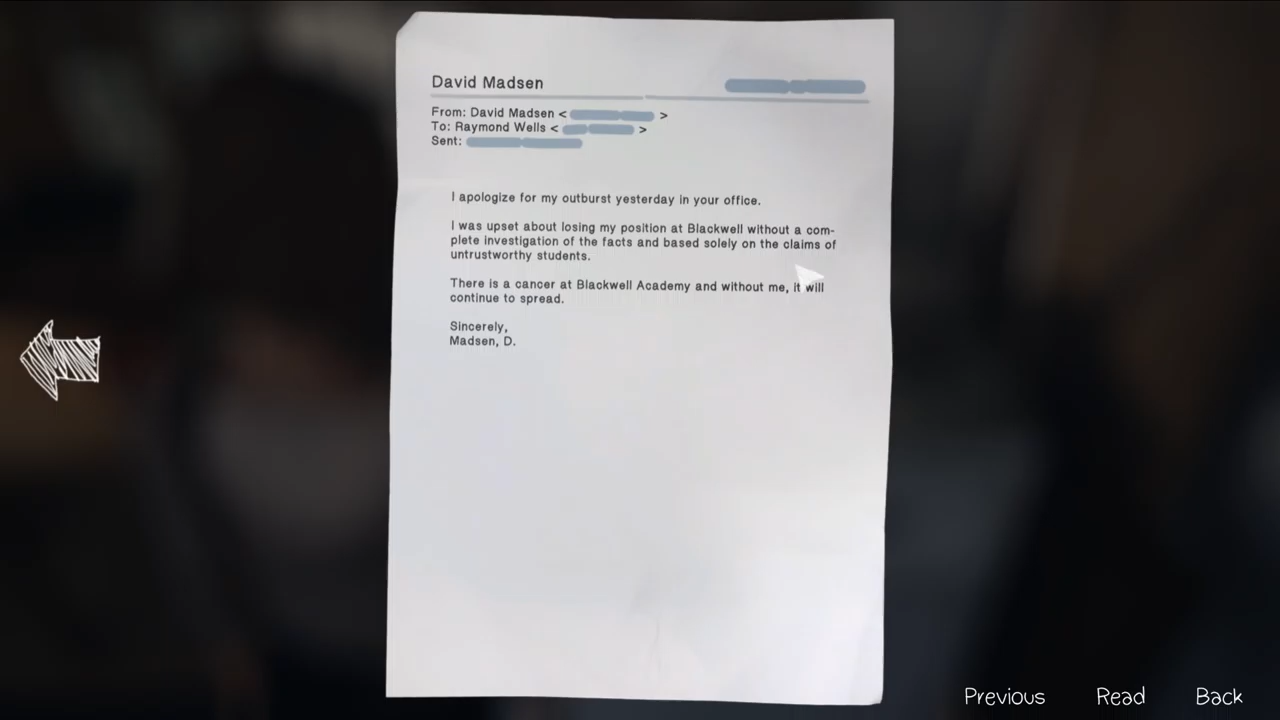 David Madsen
From: David Madsen < >
To: Raymond Wells < >
Sent:
I apologize for my outburst yesterday in your office.
I was upset about losing my position at Blackwell without a com-
plete investigation of the facts and based solely on the claims of
untrustworthy students.
There is a cancer at Blackwell Academy and without me, it will
continue to spread.
Sincerely,
Madsen, D.
Previous Read Back